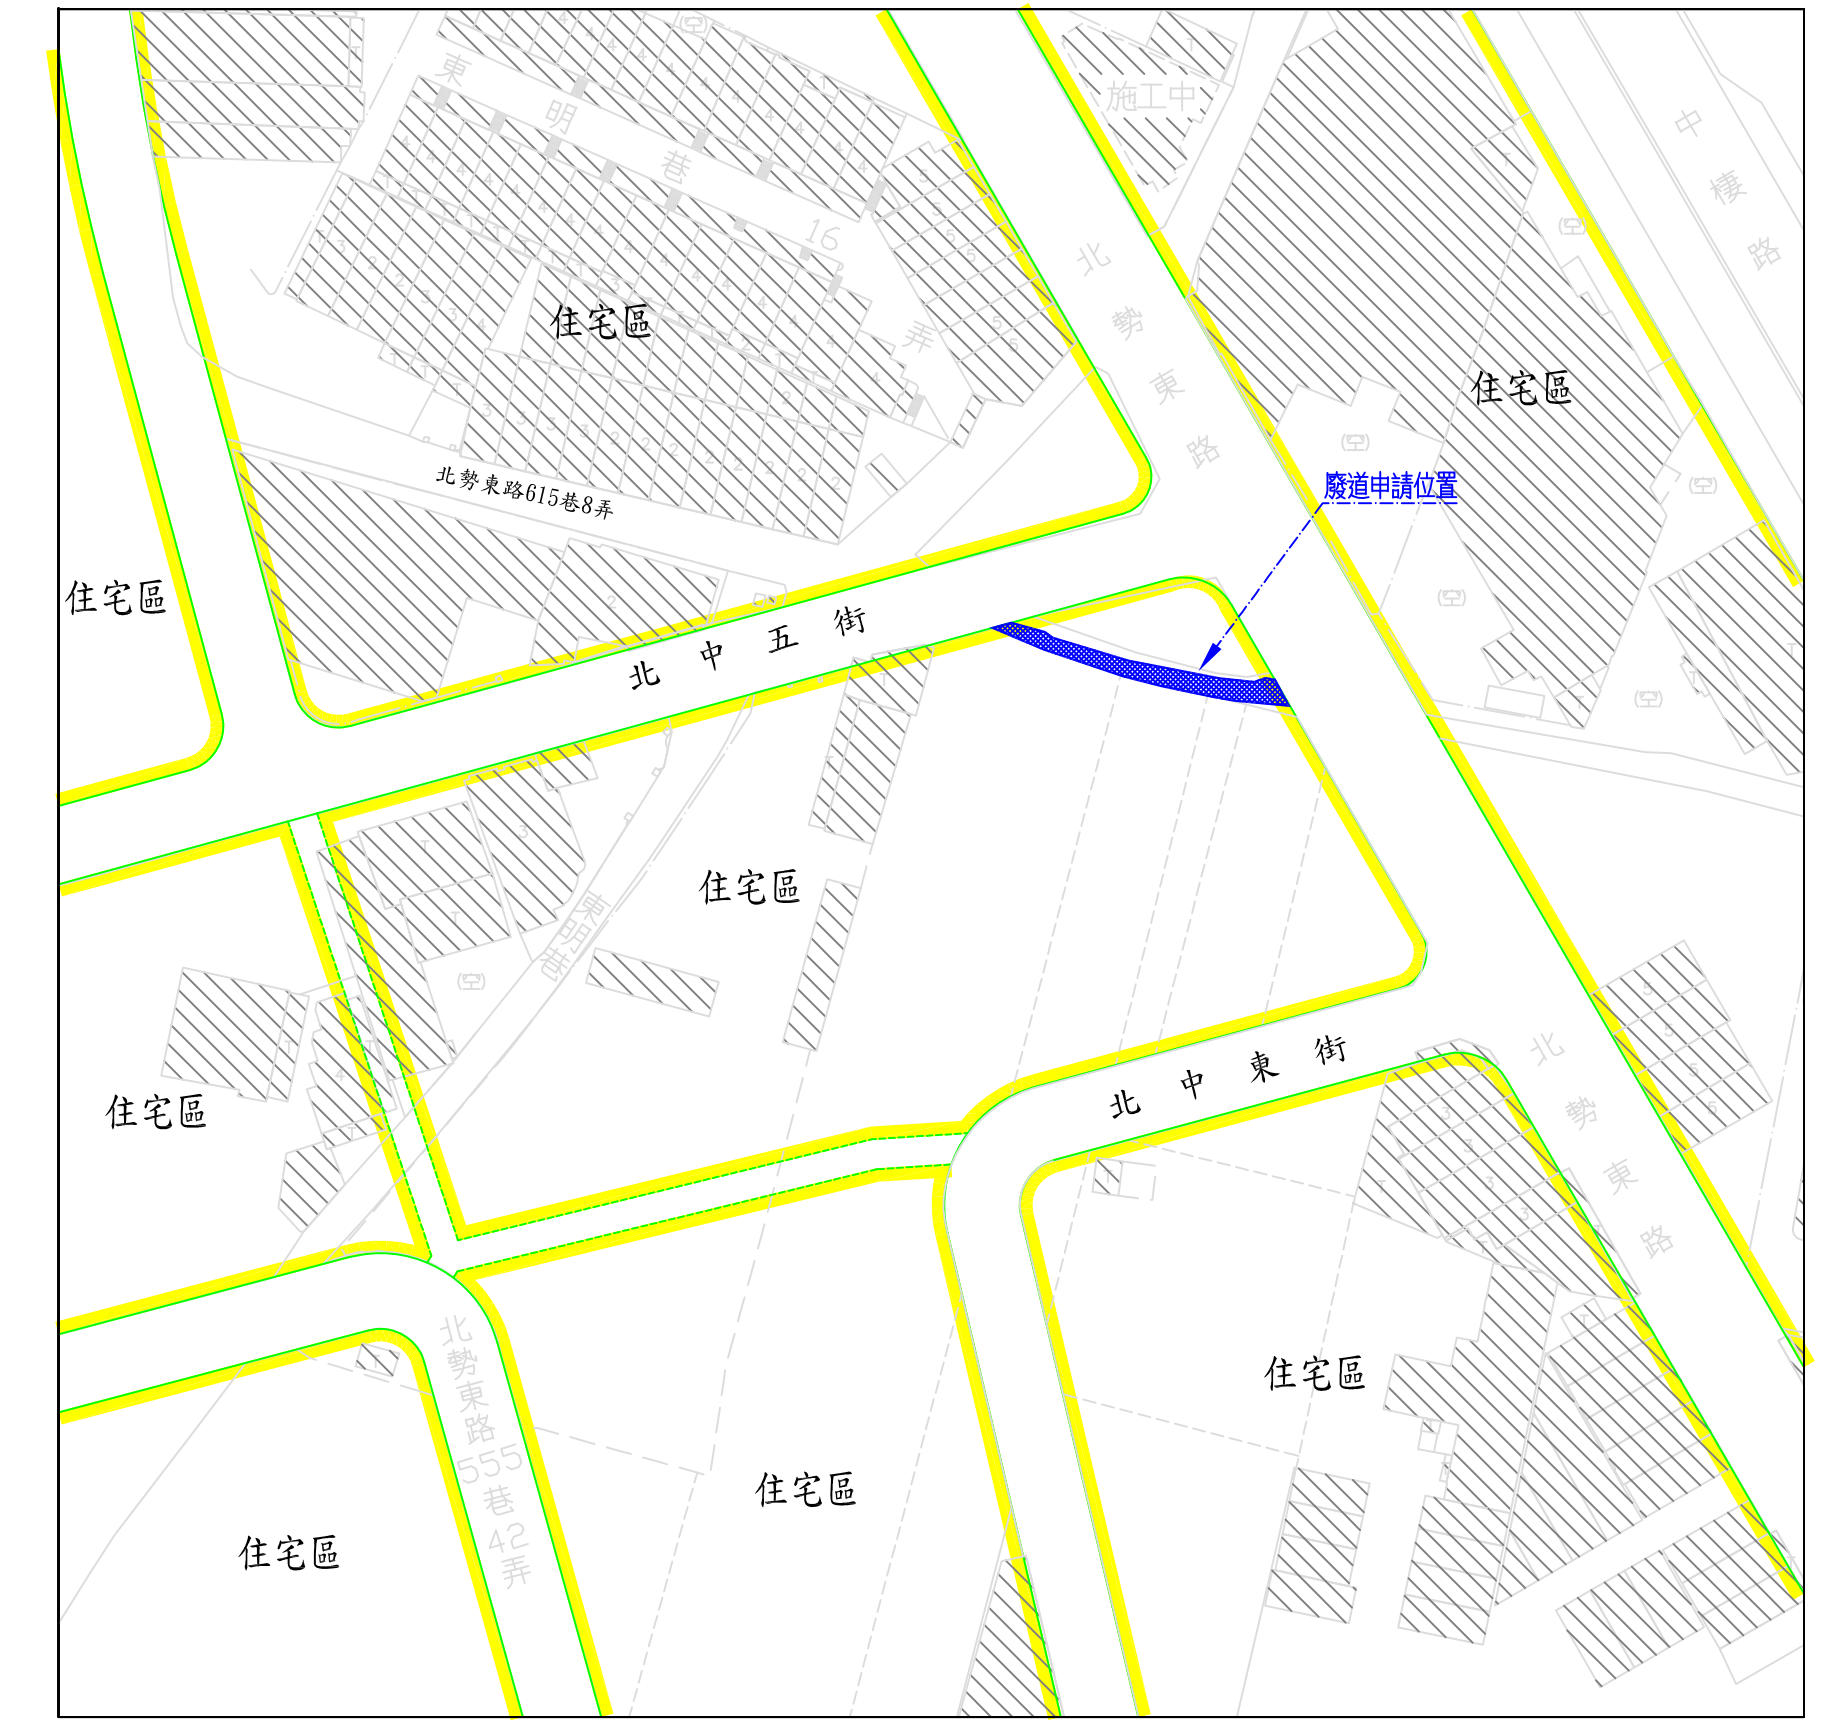 施工中
東明巷16弄
中棲路
北勢東路
住宅區
住宅區
北勢東路615巷8弄
廢道申請位置
住宅區
北中五街
住宅區
東明巷
北中東街
北勢東路
住宅區
北勢東路555巷42弄
住宅區
住宅區
住宅區